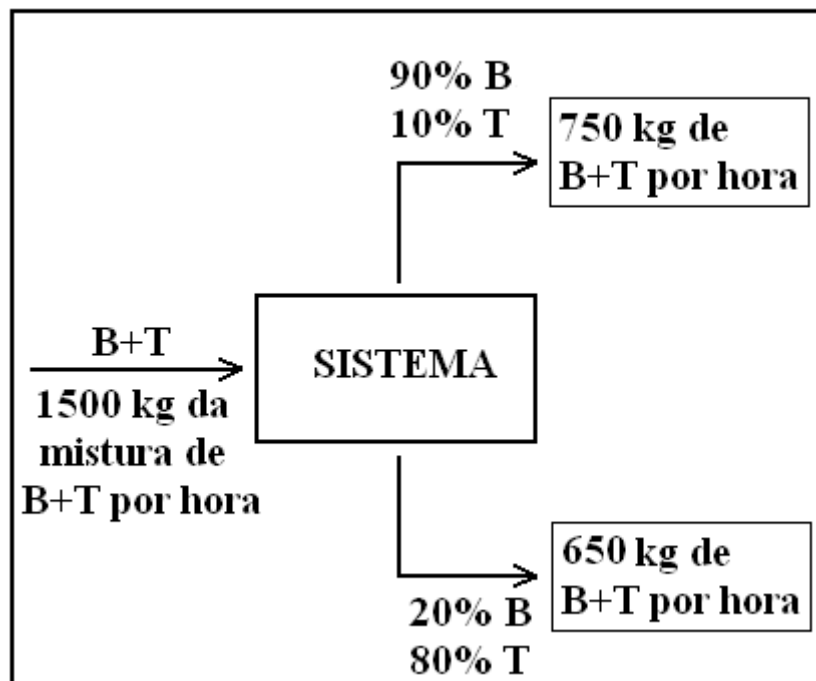 90% B
10% T
750 kg de
B+T por hora
B+T
1500 kg da
mistura de
B+T por hora
SISTEMA
650 kg de
B+T por hora
20% B
80% T